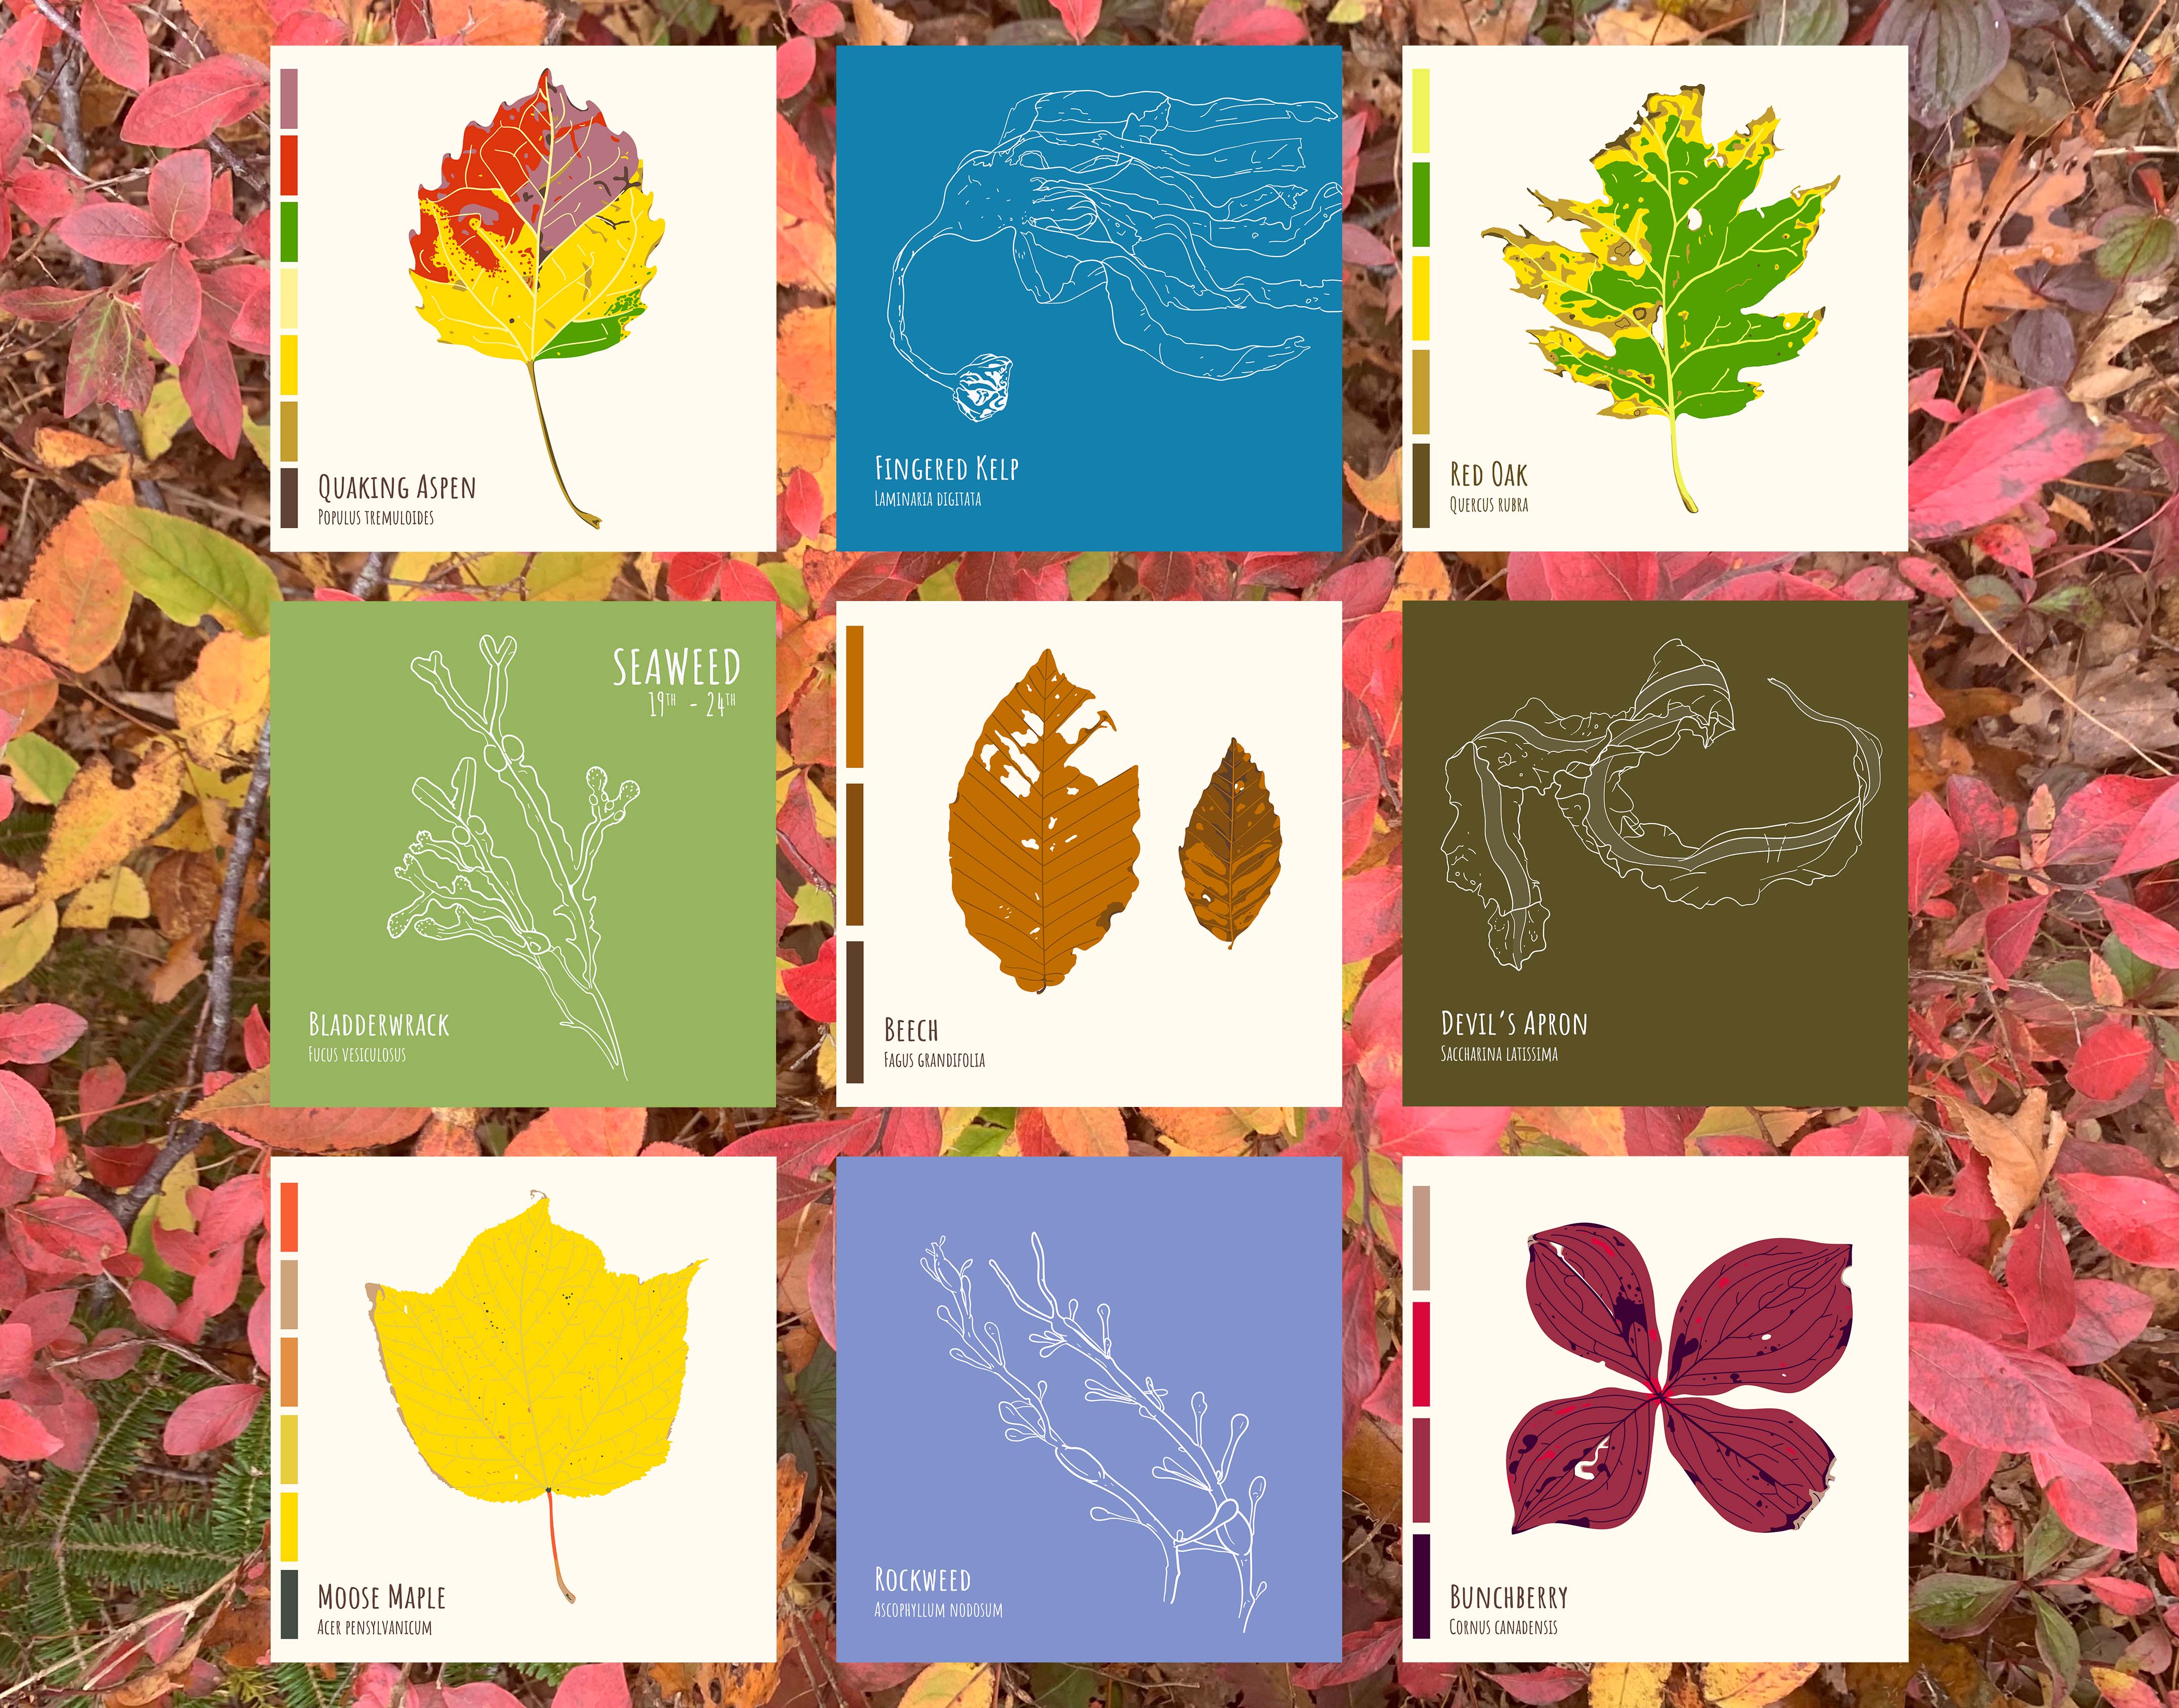 Quaking Aspen
Populus tremuloides
Fingered Kelp
Laminaria digitata
Red Oak
Quercus rubra
SEAWEED
19TH - 24TH
Bladderwrack
Fucus vesiculosus
Beech
Fagus grandifolia
Devil's Apron
Saccharina latissima
Moose Maple
Acer pensylvanicum
Rockweed
Ascophyllum nodosum
Bunchberry
Cornus canadensis